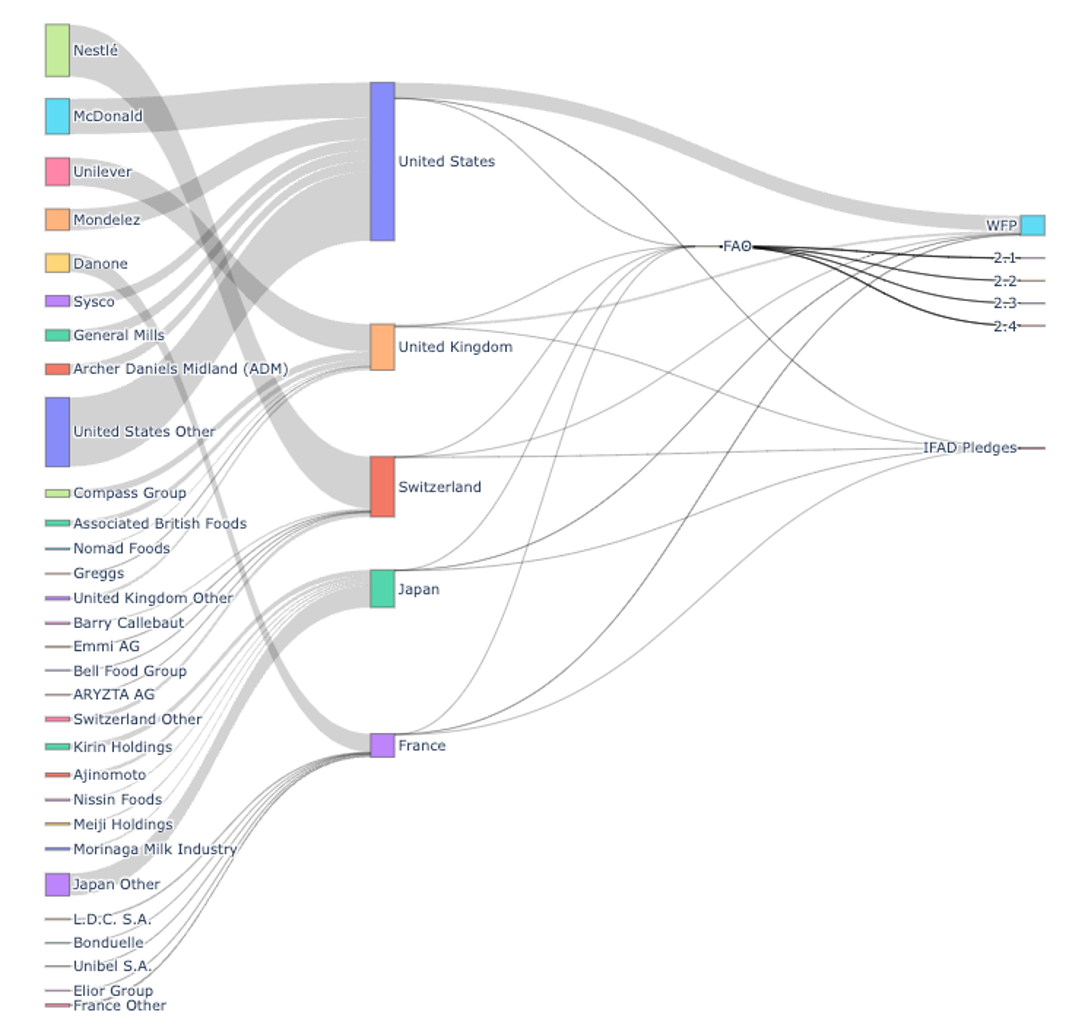 Nestlé
McDonald
Unilever
Mondelez
Danone
Sysco
General Mills
Archer Daniels Midland (ADM)
United States Other
Compass Group
Associated British Foods
Nomad Foods
Greggs
United Kingdom Other
Barry Callebaut
Emmi AG
Bell Food Group
ARYZTA AG
Switzerland Other
Kirin Holdings
Ajinomoto
Nissin Foods
Meiji Holdings
Morinaga Milk Industry
Japan Other
L.D.C. S.A.
Bonduelle
Unibel S.A.
Elior Group
France Other
United States
United Kingdom
Switzerland
Japan
France
FAO
WFP
2.1
2.2
2.3
2.4
IFAD Pledges